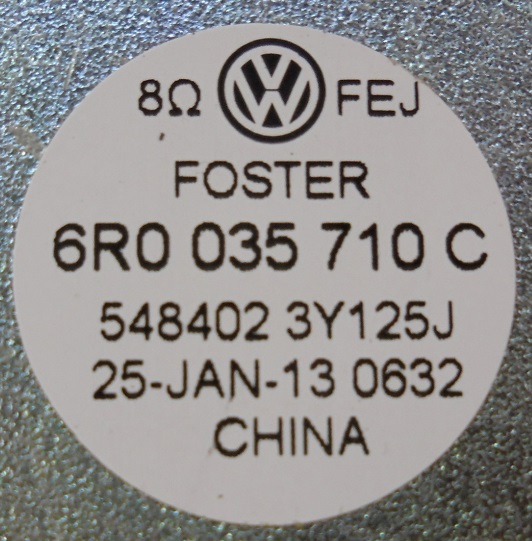 8Ω FEJ
FOSTER
6R0 035 710 C
548402 3Y125J
25-JAN-13 0632
CHINA